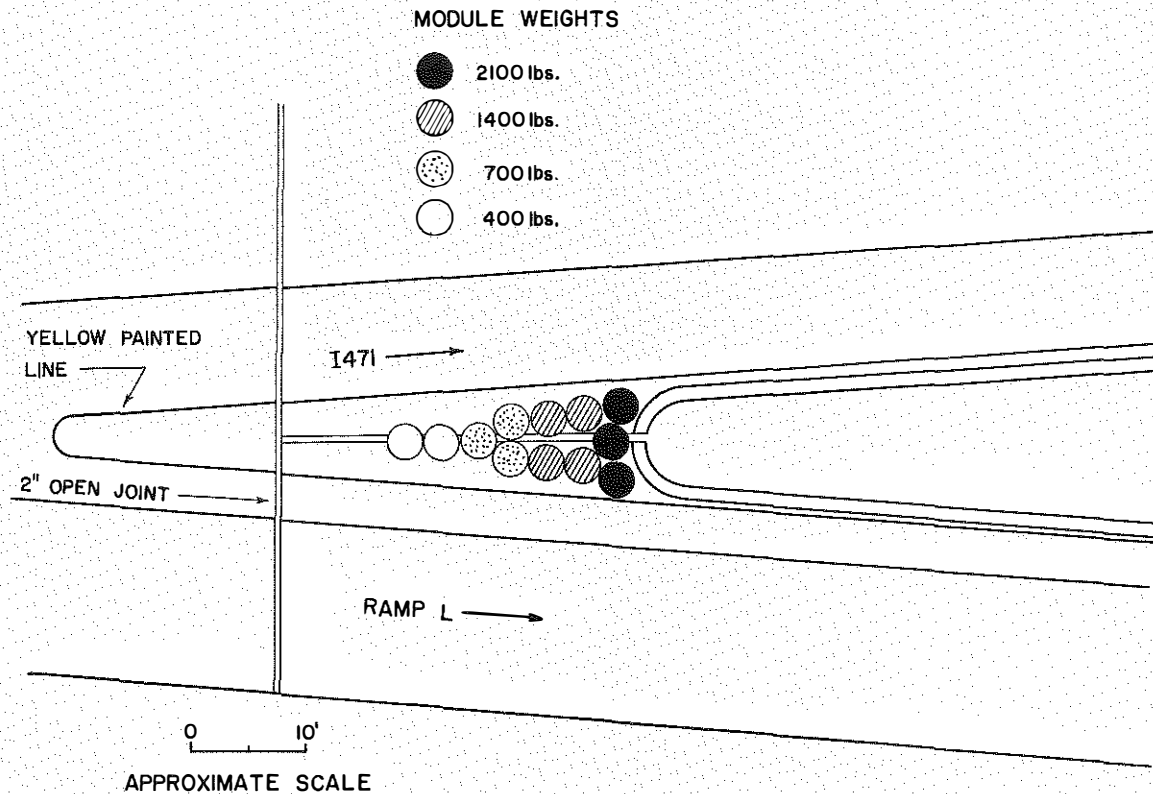 MODULE WEIGHTS
2100 lbs.
1400 lbs.
700 lbs.
400 lbs.
YELLOW PAINTED
LINE
I471
2" OPEN JOINT
RAMP L
0 10'
APPROXIMATE SCALE